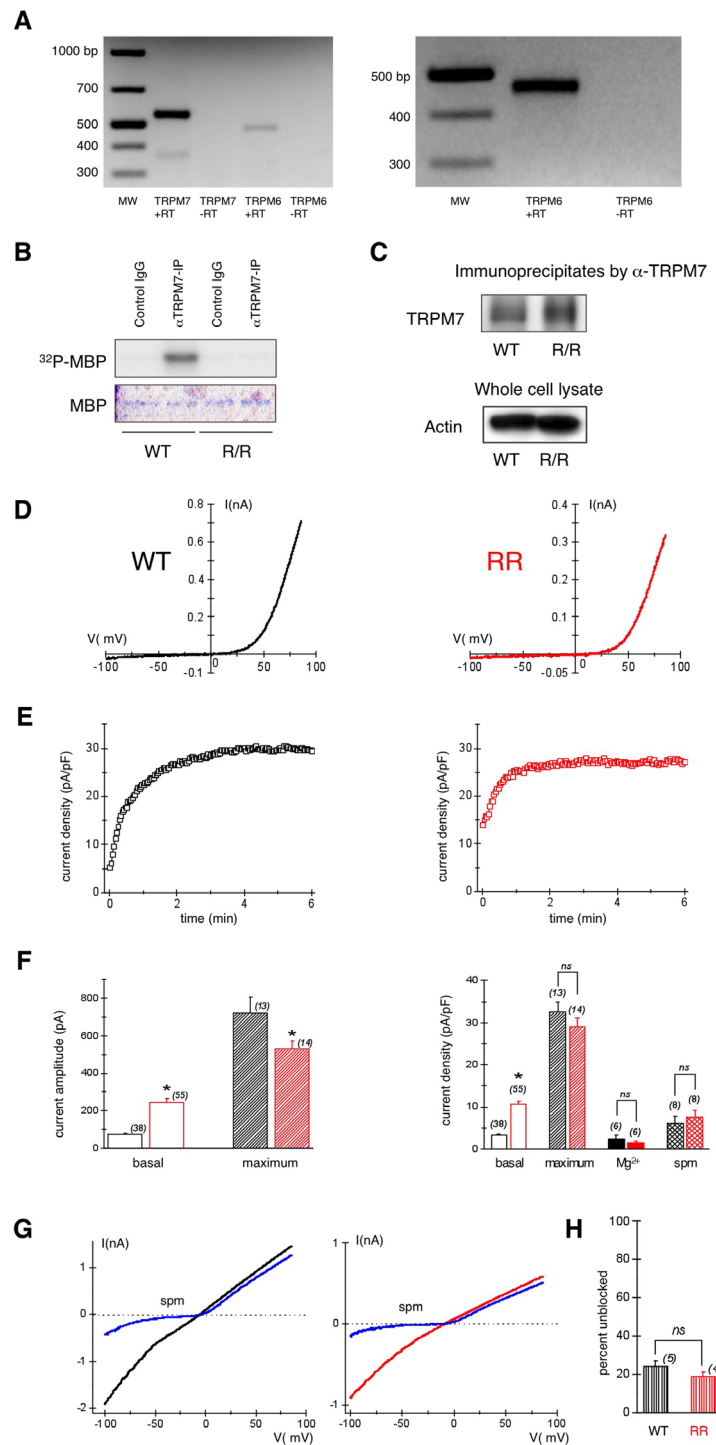 A
1000 bp
700
500
400
300
MW
TRPM7 +RT
TRPM7 -RT
TRPM6 +RT
TRPM6 -RT
500 bp
400
300
MW
TRPM6 +RT
TRPM6 -RT
B
Control IgG
αTRPM7-IP
Control IgG
αTRPM7-IP
³²P-MBP
MBP
WT
R/R
C
Immunoprecipitates by α-TRPM7
TRPM7
WT R/R
Whole cell lysate
Actin
WT R/R
D
I(nA)
0.8
0.6
0.4
0.2
-0.1
WT
V( mV)
-100 -50 0 50 100
I(nA)
0.4
0.3
0.2
0.1
-0.05
RR
V( mV)
-100 -50 0 50 100
E
current density (pA/pF)
30
20
10
0
0 2 4 6
time (min)
current density (pA/pF)
30
20
10
0
0 2 4 6
time (min)
F
current amplitude (pA)
800
600
400
200
0
(38)
*
(55)
(13)
*
(14)
basal maximum
current density (pA/pF)
40
30
20
10
0
(38)
*
(55)
ns
(13)
(14)
ns
(6)
(6)
ns
(8)
(8)
basal maximum Mg²⁺ spm
G
I(nA)
1
0
-1
-2
spm
-100 -50 0 50 100
V( mV)
I(nA)
1
0
-1
spm
-100 -50 0 50 100
V( mV)
H
percent unblocked
100
80
60
40
20
0
ns
(5)
(4
WT RR